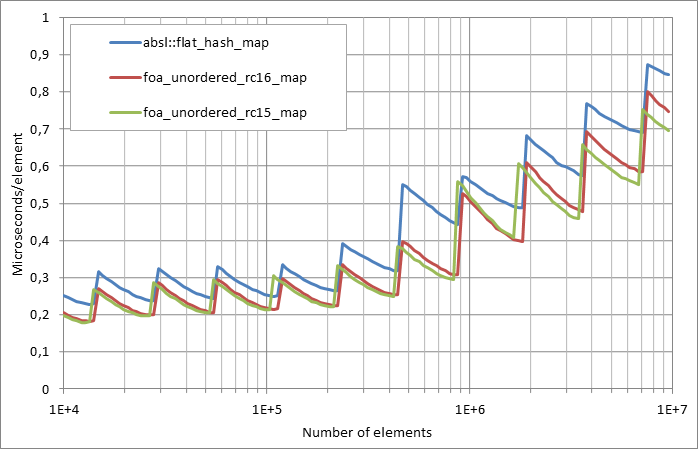 1
0,9
0,8
0,7
0,6
0,5
0,4
0,3
0,2
0,1
0
Microseconds/element
absl::flat_hash_map
foa_unordered_rc16_map
foa_unordered_rc15_map
1E+4 1E+5 1E+6 1E+7
Number of elements